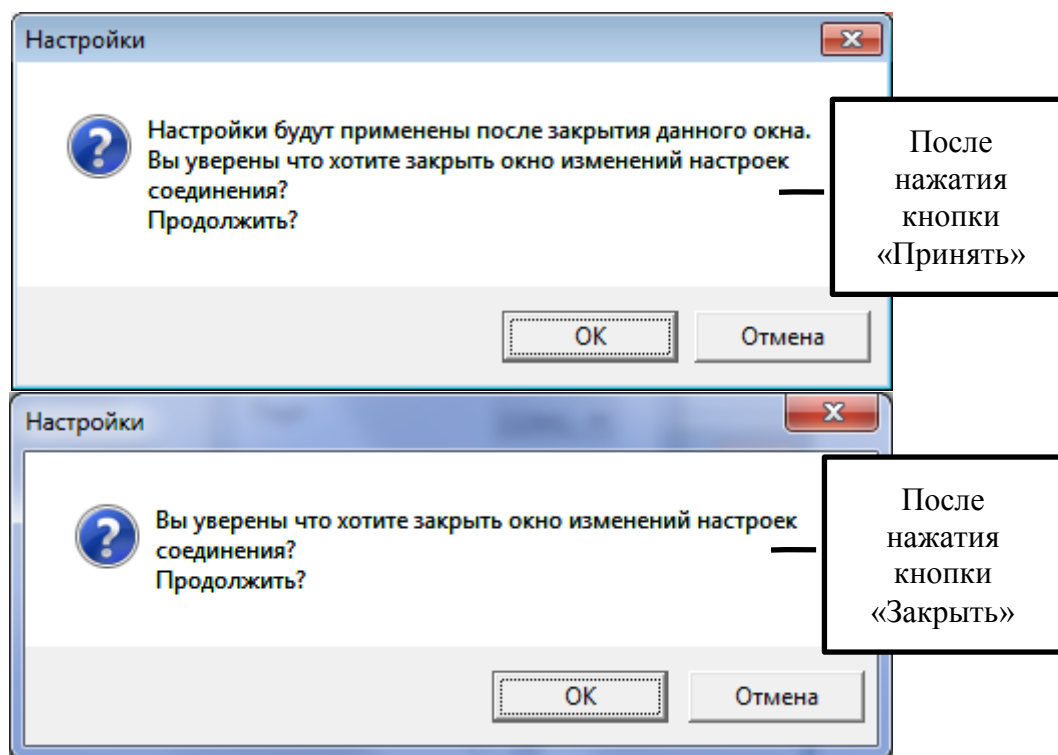 Настройки
Настройки будут применены после закрытия данного окна.
Вы уверены что хотите закрыть окно изменений настроек
соединения?
Продолжить?
OK
Отмена
После
нажатия
кнопки
«Принять»
Настройки
Вы уверены что хотите закрыть окно изменений настроек
соединения?
Продолжить?
OK
Отмена
После
нажатия
кнопки
«Закрыть»